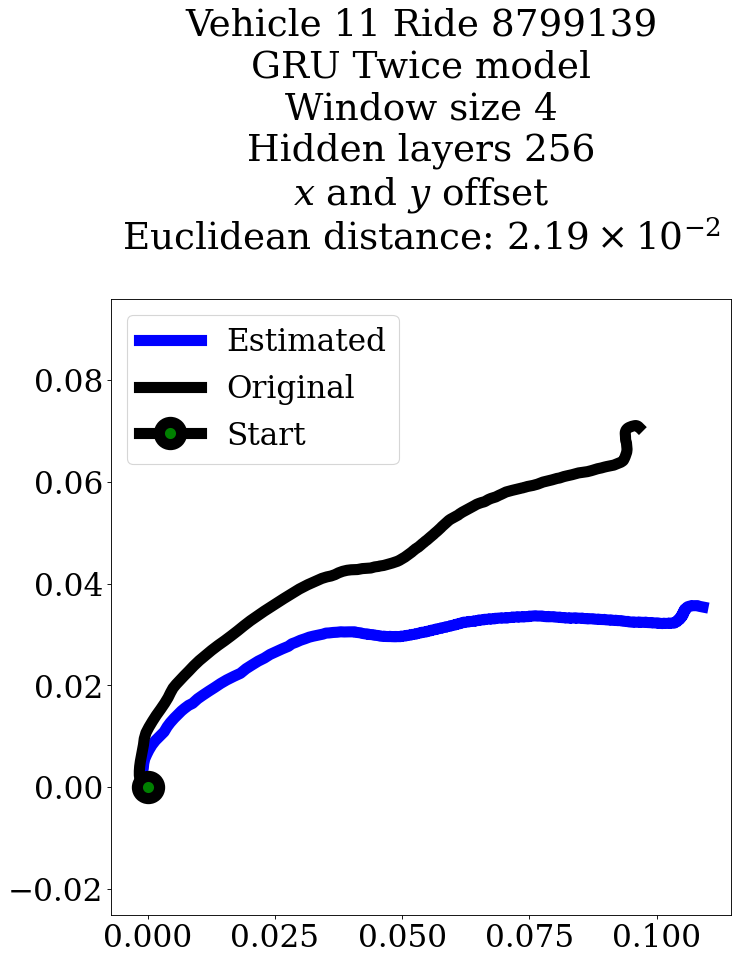 Vehicle 11 Ride 8799139
GRU Twice model
Window size 4
Hidden layers 256
x and y offset
Euclidean distance: 2.19 × 10⁻²
Estimated
Original
Start
0.08
0.06
0.04
0.02
0.00
−0.02
0.000 0.025 0.050 0.075 0.100